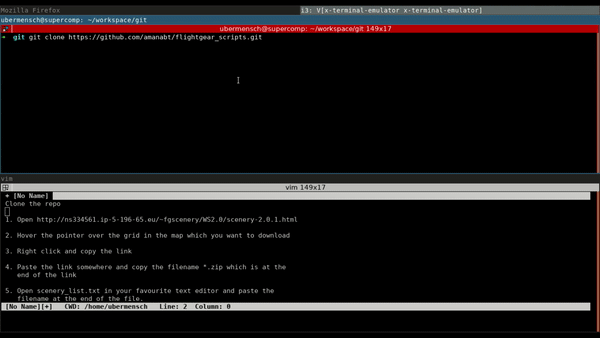 Mozilla Firefox
i3: V[x-terminal-emulator x-terminal-emulator]
ubermensch@supercomp: ~/workspace/git
ubermensch@supercomp: ~/workspace/git 149x17
git git clone https://github.com/amanabt/flightgear_scripts.git
vim
vim 149x17
+ [No Name]
Clone the repo
1. Open http://ns334561.ip-5-196-65.eu/~fgscenery/WS2.0/scenery-2.0.1.html
2. Hover the pointer over the grid in the map which you want to download
3. Right click and copy the link
4. Paste the link somewhere and copy the filename *.zip which is at the
end of the link
5. Open scenery_list.txt in your favourite text editor and paste the
filename at the end of the file.
[No Name][+] CWD: /home/ubermensch Line: 2 Column: 0